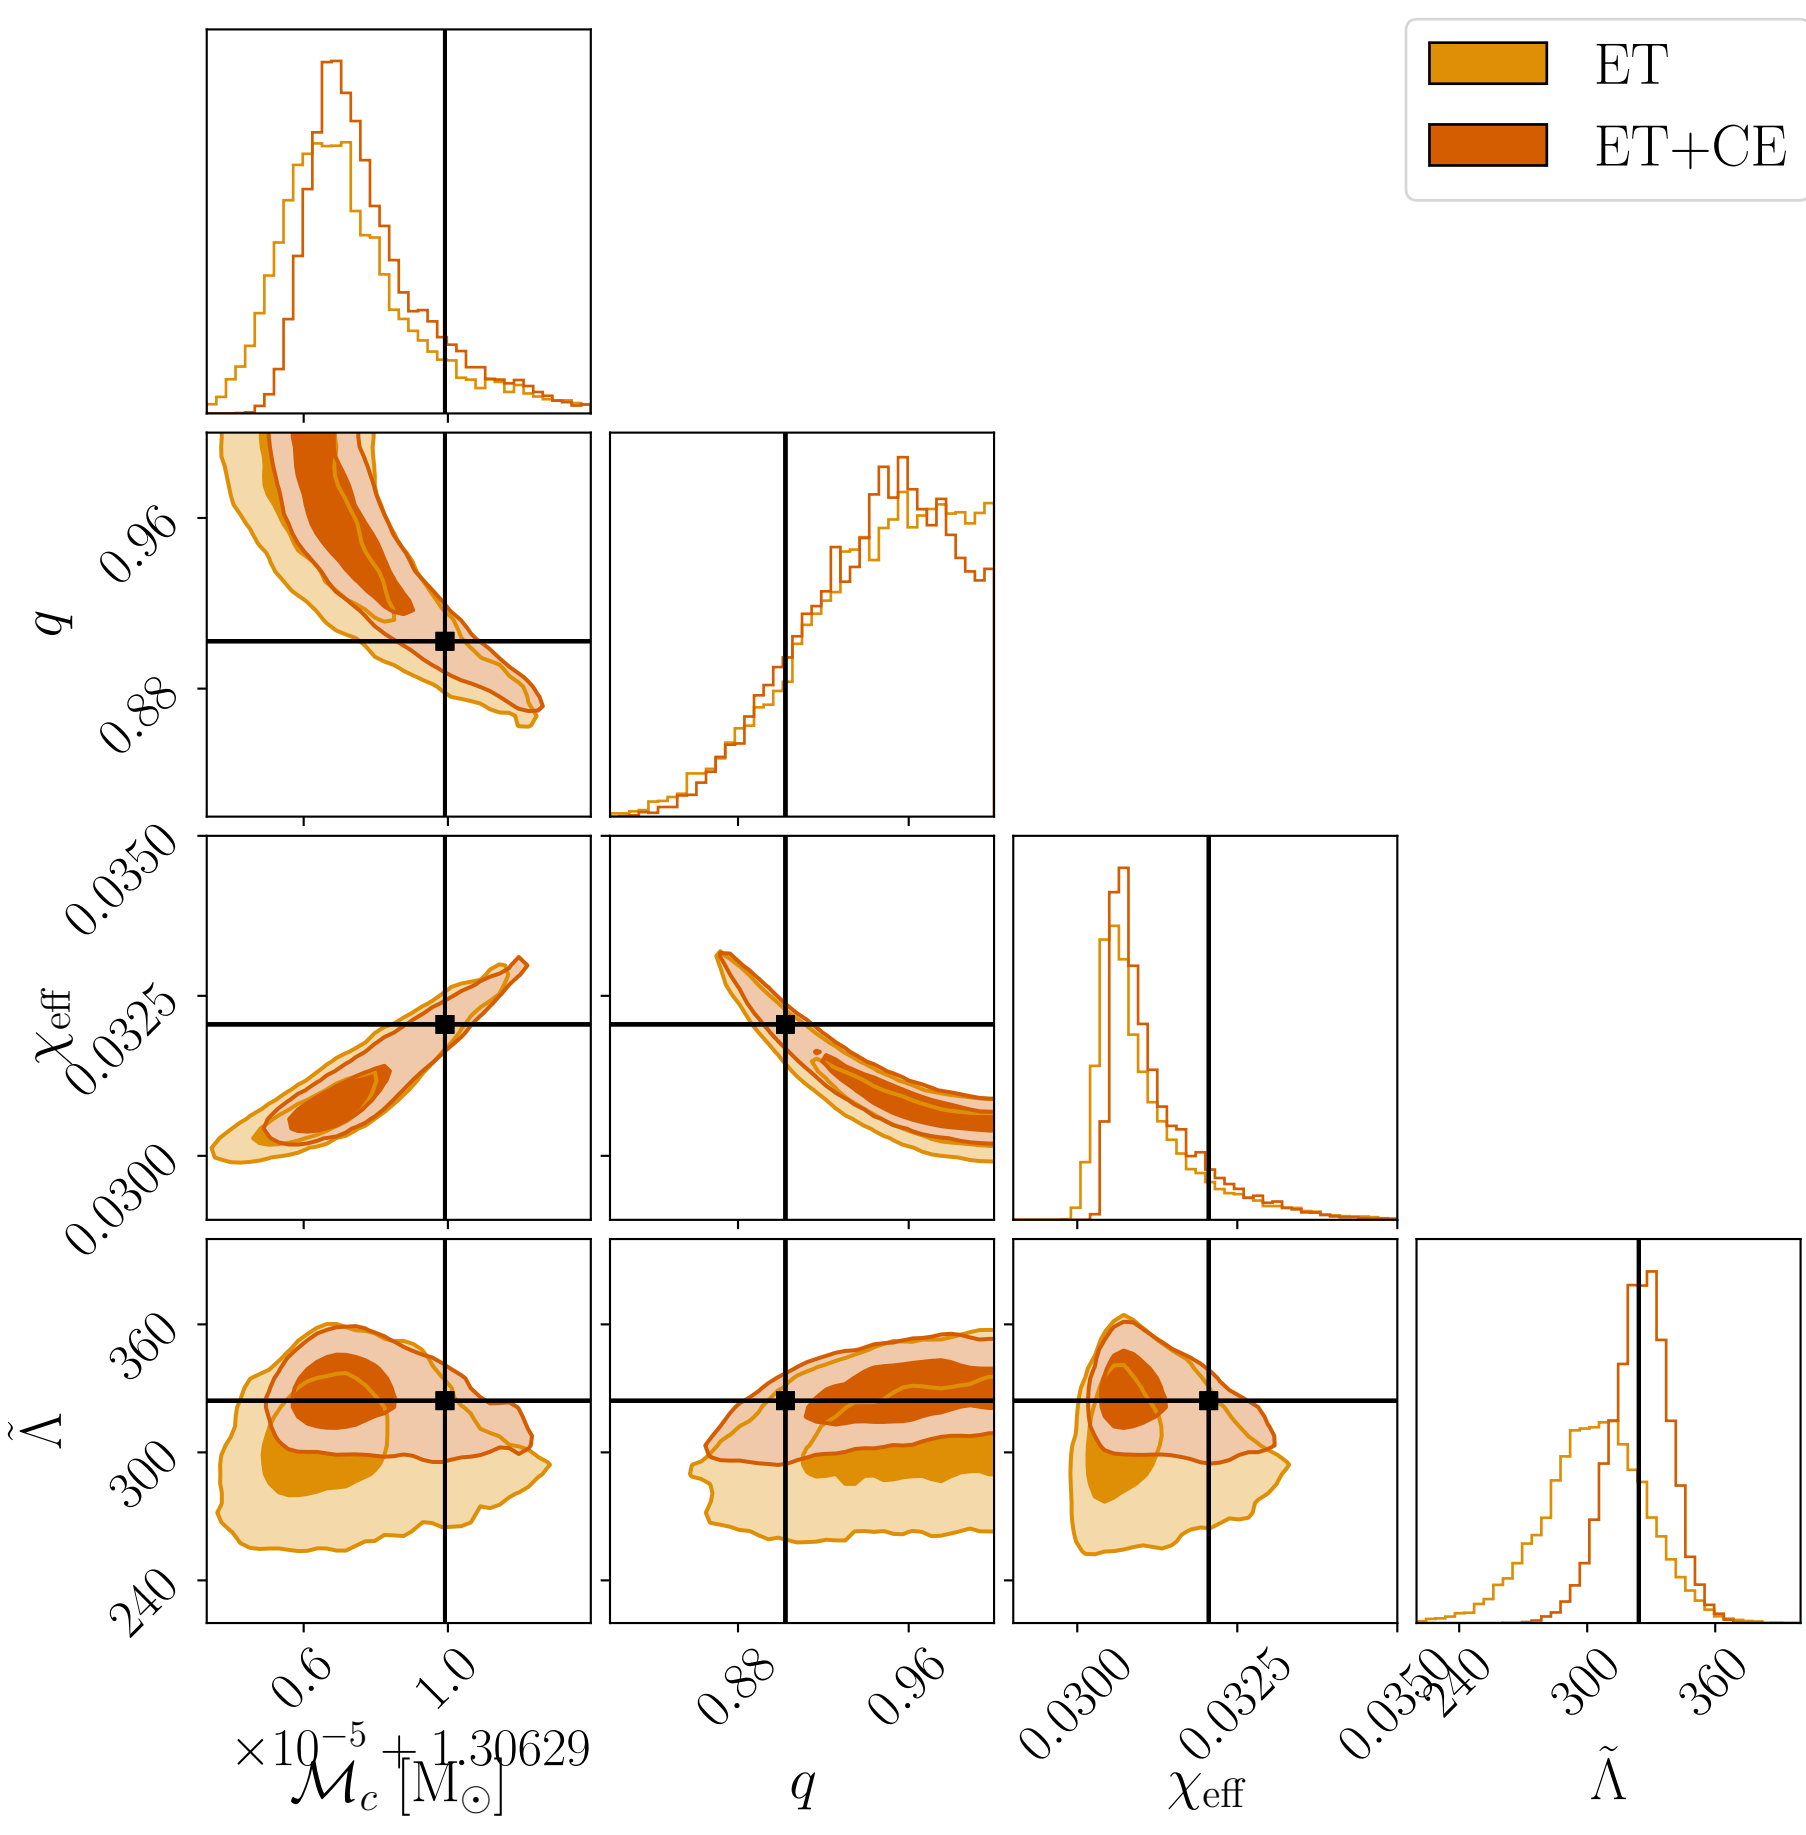 ET
ET+CE
0.96
0.88
q
0.0350
0.0325
0.0300
χeff
360
300
240
Λ̃
0.6 1.0
×10⁻⁵ + 1.30629
ℳc [M⊙]
0.88 0.96
q
0.0300 0.0325 0.0350
χeff
240 300 360
Λ̃